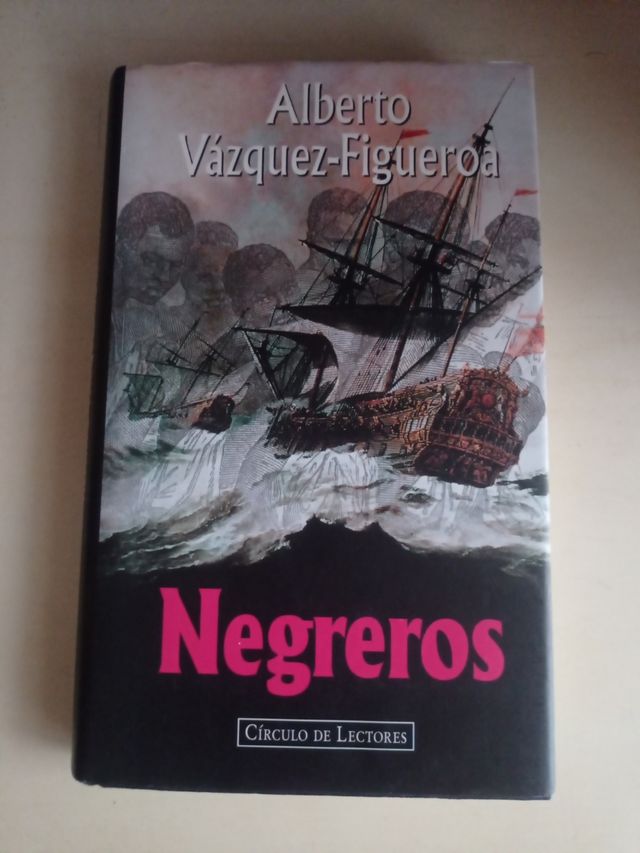 Alberto
Vázquez-Figueroa
Negreros
CÍRCULO DE LECTORES